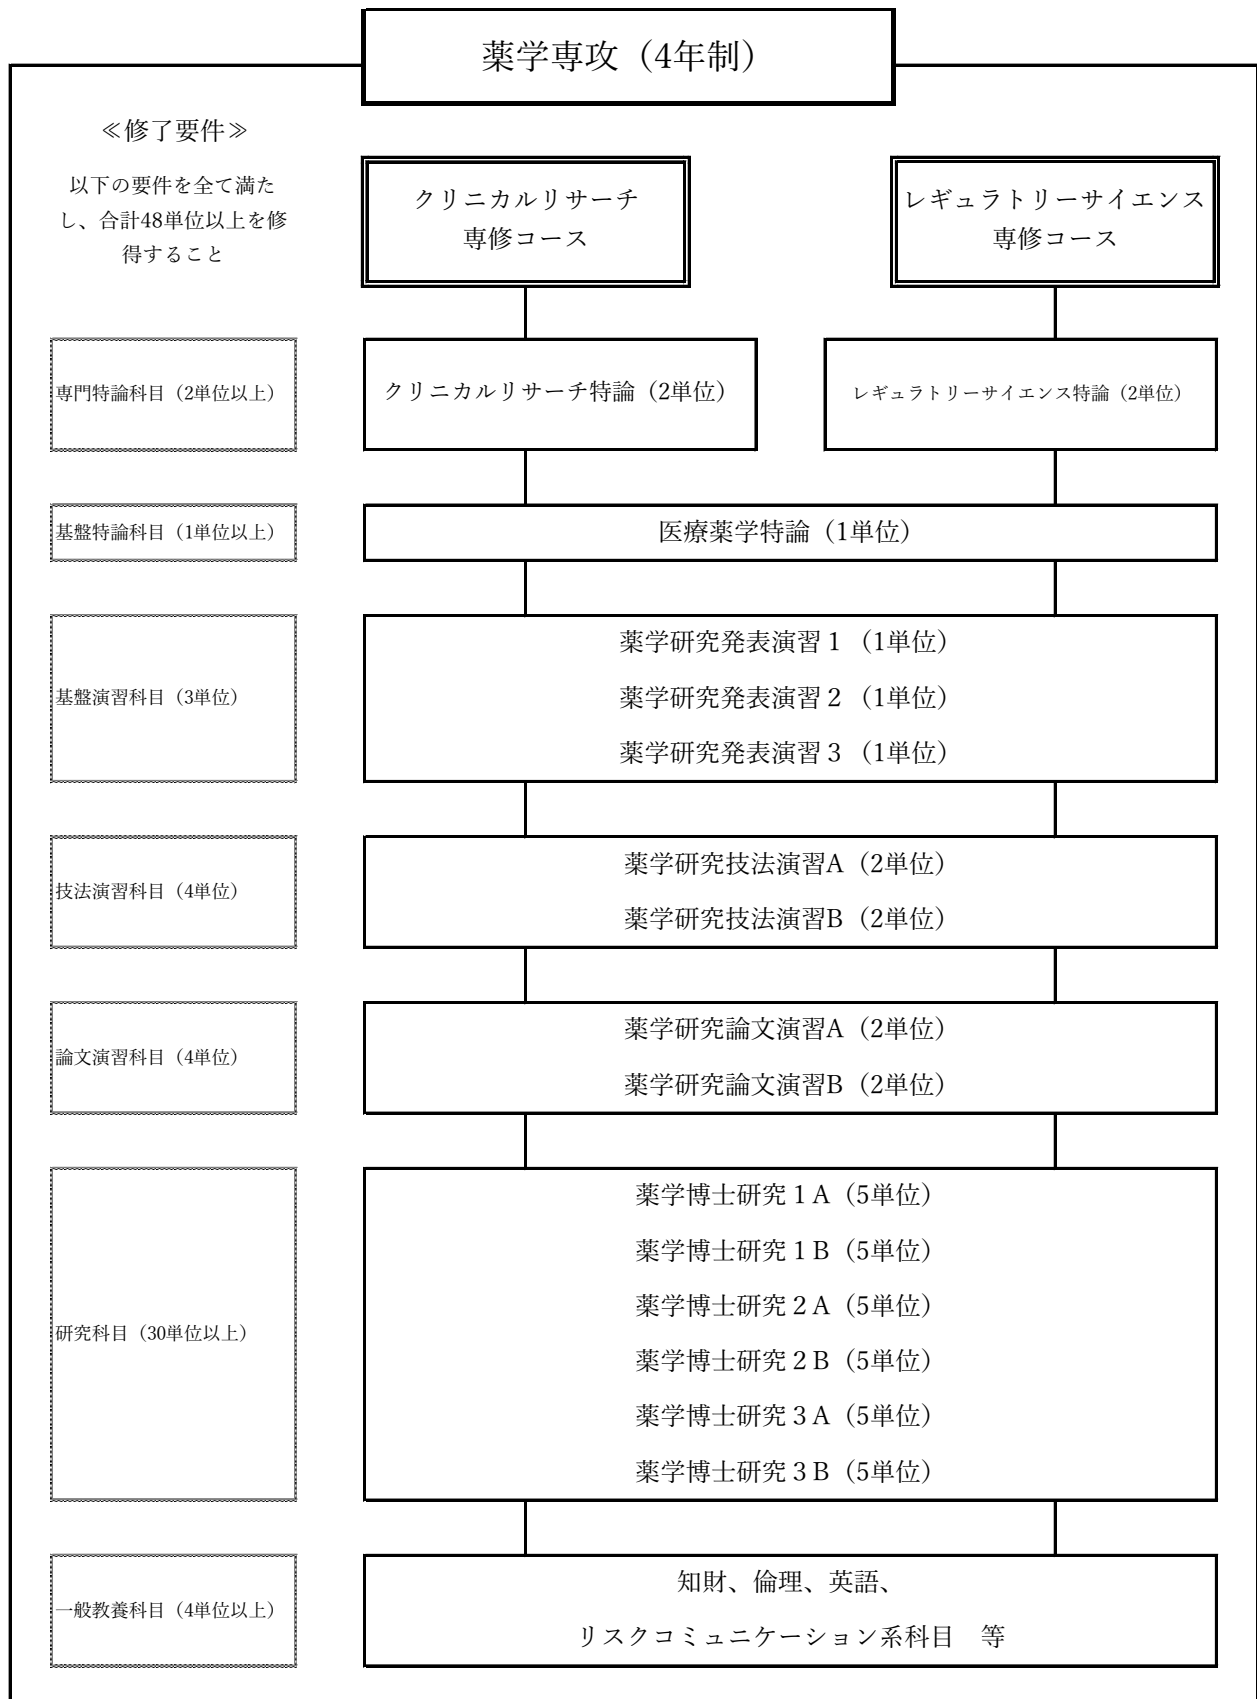 薬学専攻（4年制）
≪修了要件≫
以下の要件を全て満た
し、合計48単位以上を修
得すること
クリニカルリサーチ
専修コース
レギュラトリーサイエンス
専修コース
専門特論科目（2単位以上）
クリニカルリサーチ特論（2単位）
レギュラトリーサイエンス特論（2単位）
基盤特論科目（1単位以上）
医療薬学特論（1単位）
基盤演習科目（3単位）
薬学研究発表演習１（1単位）
薬学研究発表演習２（1単位）
薬学研究発表演習３（1単位）
技法演習科目（4単位）
薬学研究技法演習A（2単位）
薬学研究技法演習B（2単位）
論文演習科目（4単位）
薬学研究論文演習A（2単位）
薬学研究論文演習B（2単位）
研究科目（30単位以上）
薬学博士研究１A（5単位）
薬学博士研究１B（5単位）
薬学博士研究２A（5単位）
薬学博士研究２B（5単位）
薬学博士研究３A（5単位）
薬学博士研究３B（5単位）
一般教養科目（4単位以上）
知財、倫理、英語、
リスクコミュニケーション系科目　等